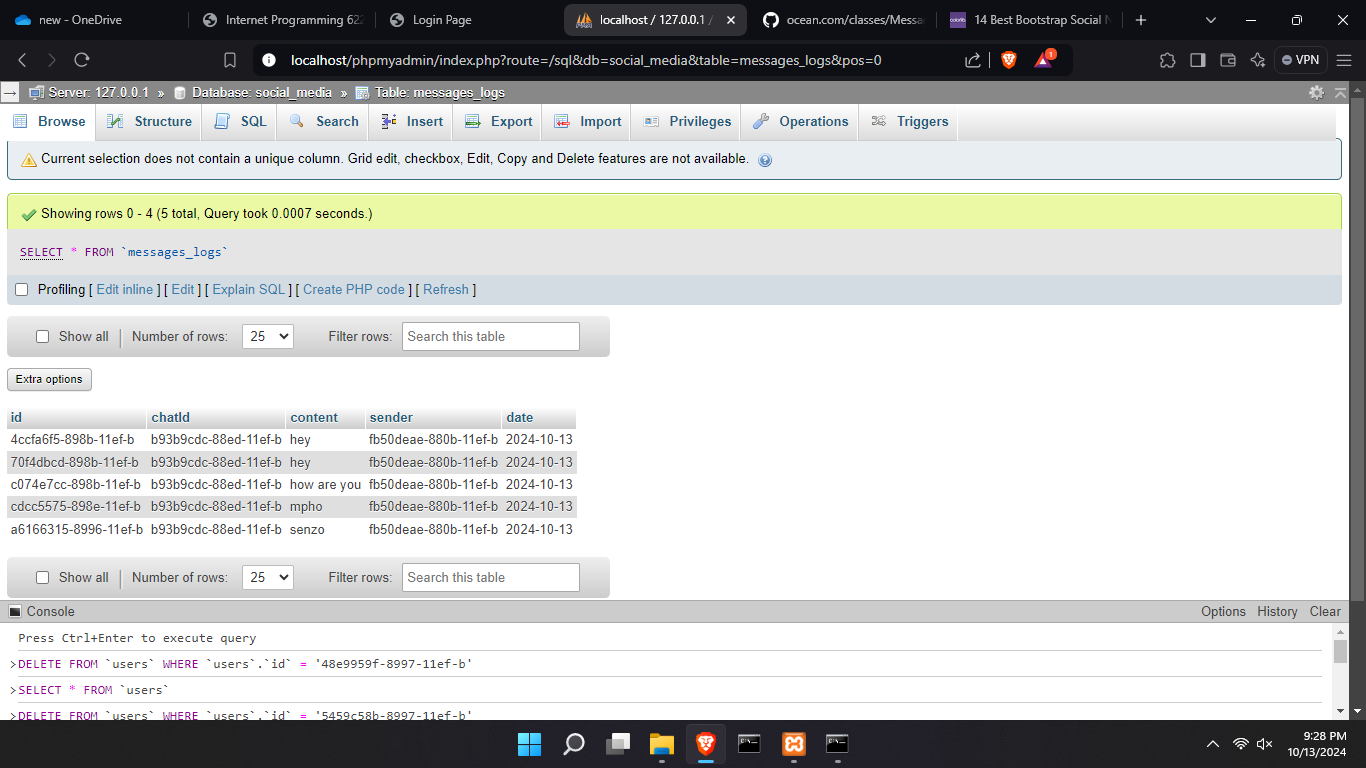 new - OneDrive
Internet Programming 622
Login Page
localhost / 127.0.0.1 /
ocean.com/classes/Messa
14 Best Bootstrap Social N
localhost/phpmyadmin/index.php?route=/sql&db=social_media&table=messages_logs&pos=0
1
VPN
Server: 127.0.0.1 » Database: social_media » Table: messages_logs
Browse Structure SQL Search Insert Export Import Privileges Operations Triggers
Current selection does not contain a unique column. Grid edit, checkbox, Edit, Copy and Delete features are not available.
Showing rows 0 - 4 (5 total, Query took 0.0007 seconds.)
SELECT * FROM `messages_logs`
Profiling [ Edit inline ] [ Edit ] [ Explain SQL ] [ Create PHP code ] [ Refresh ]
Show all Number of rows: 25 Filter rows: Search this table
Extra options
id chatId content sender date
4ccfa6f5-898b-11ef-b b93b9cdc-88ed-11ef-b hey fb50deae-880b-11ef-b 2024-10-13
70f4dbcd-898b-11ef-b b93b9cdc-88ed-11ef-b hey fb50deae-880b-11ef-b 2024-10-13
c074e7cc-898b-11ef-b b93b9cdc-88ed-11ef-b how are you fb50deae-880b-11ef-b 2024-10-13
cdcc5575-898e-11ef-b b93b9cdc-88ed-11ef-b mpho fb50deae-880b-11ef-b 2024-10-13
a6166315-8996-11ef-b b93b9cdc-88ed-11ef-b senzo fb50deae-880b-11ef-b 2024-10-13
Show all Number of rows: 25 Filter rows: Search this table
Console Options History Clear
Press Ctrl+Enter to execute query
>DELETE FROM `users` WHERE `users`.`id` = '48e9959f-8997-11ef-b'
>SELECT * FROM `users`
>DELETE FROM `users` WHERE `users`.`id` = '5459c58b-8997-11ef-b'
9:28 PM
10/13/2024